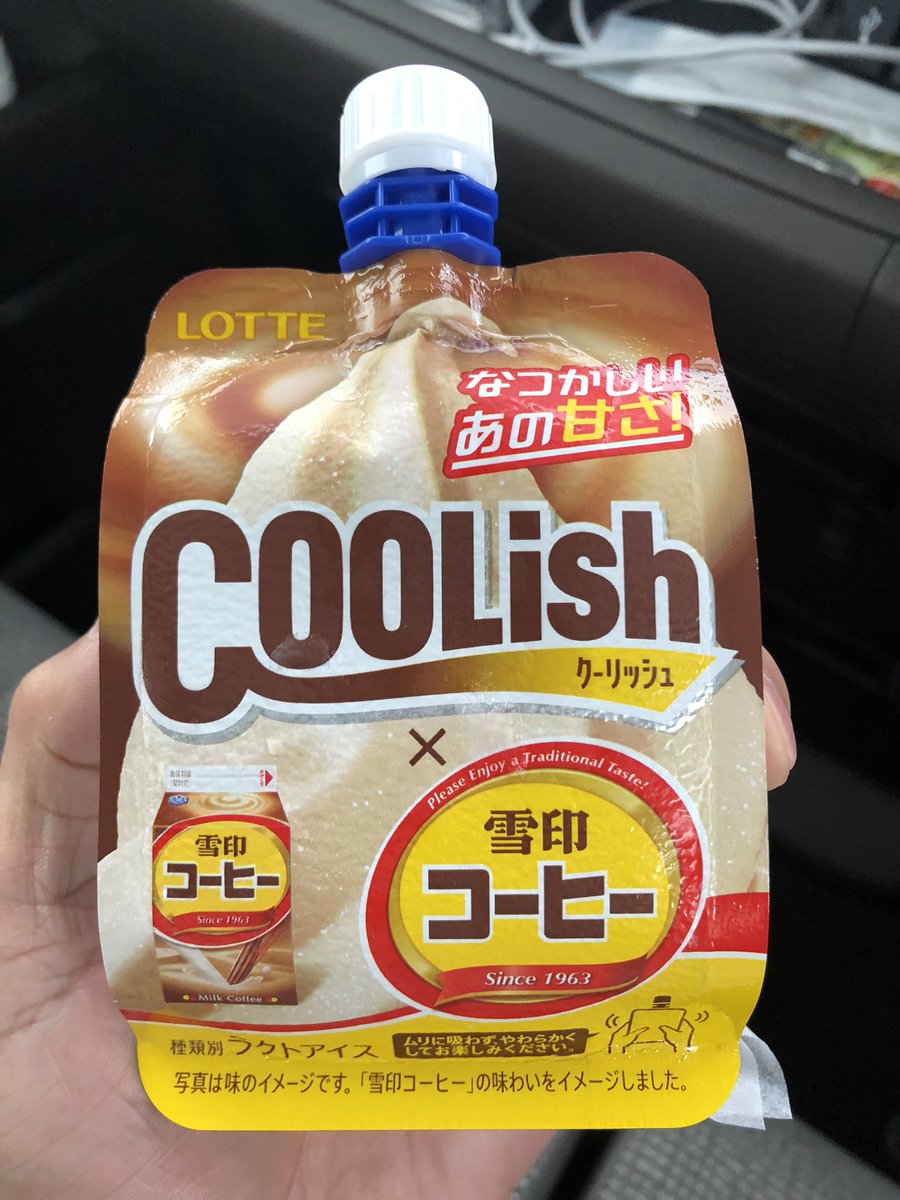 LOTTE
なつかしい
あの甘さ!
COOLish
クーリッシュ
×
Please Enjoy a Traditional Taste!
雪印
コーヒー
Since 1963
雪印
コーヒー
Since 1963
Milk Coffee
種類別 ラクトアイス
ムリに吸わず やわらかく
してお楽しみください。
写真は味のイメージです。「雪印コーヒー」の味わいをイメージしました。